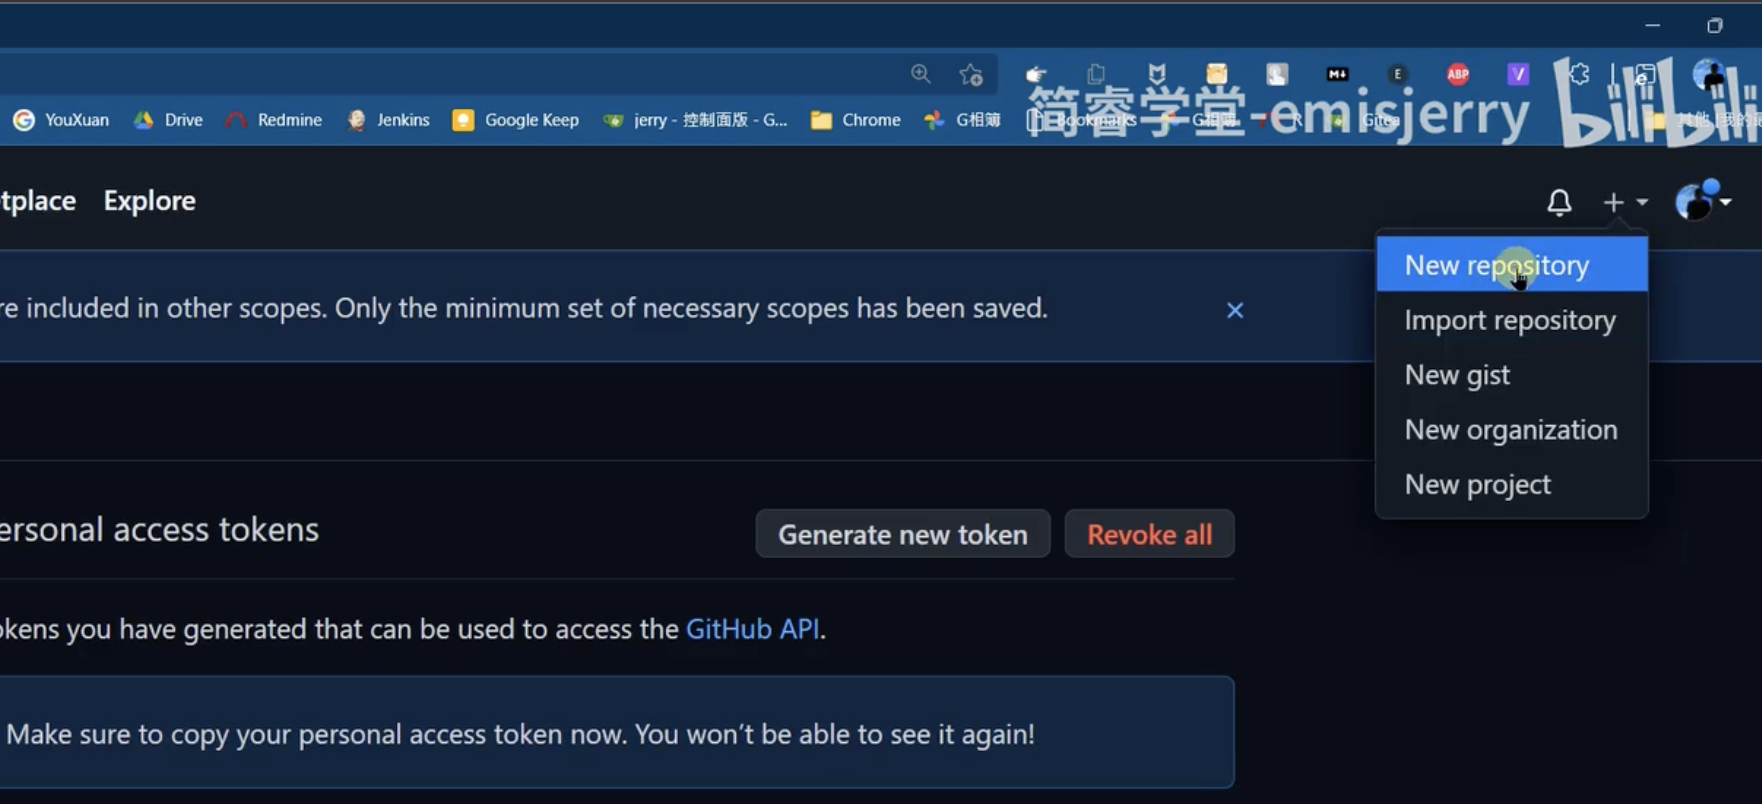 YouXuan Drive Redmine Jenkins Google Keep jerry - 控制面版 - G... Chrome G相簿 Bookmarks G相簿 R Gitea
M↓ E ABP V
简睿学堂-emisjerry bilibili
tplace Explore
New repository
re included in other scopes. Only the minimum set of necessary scopes has been saved.
Import repository
New gist
New organization
New project
ersonal access tokens
Generate new token Revoke all
okens you have generated that can be used to access the GitHub API.
Make sure to copy your personal access token now. You won't be able to see it again!